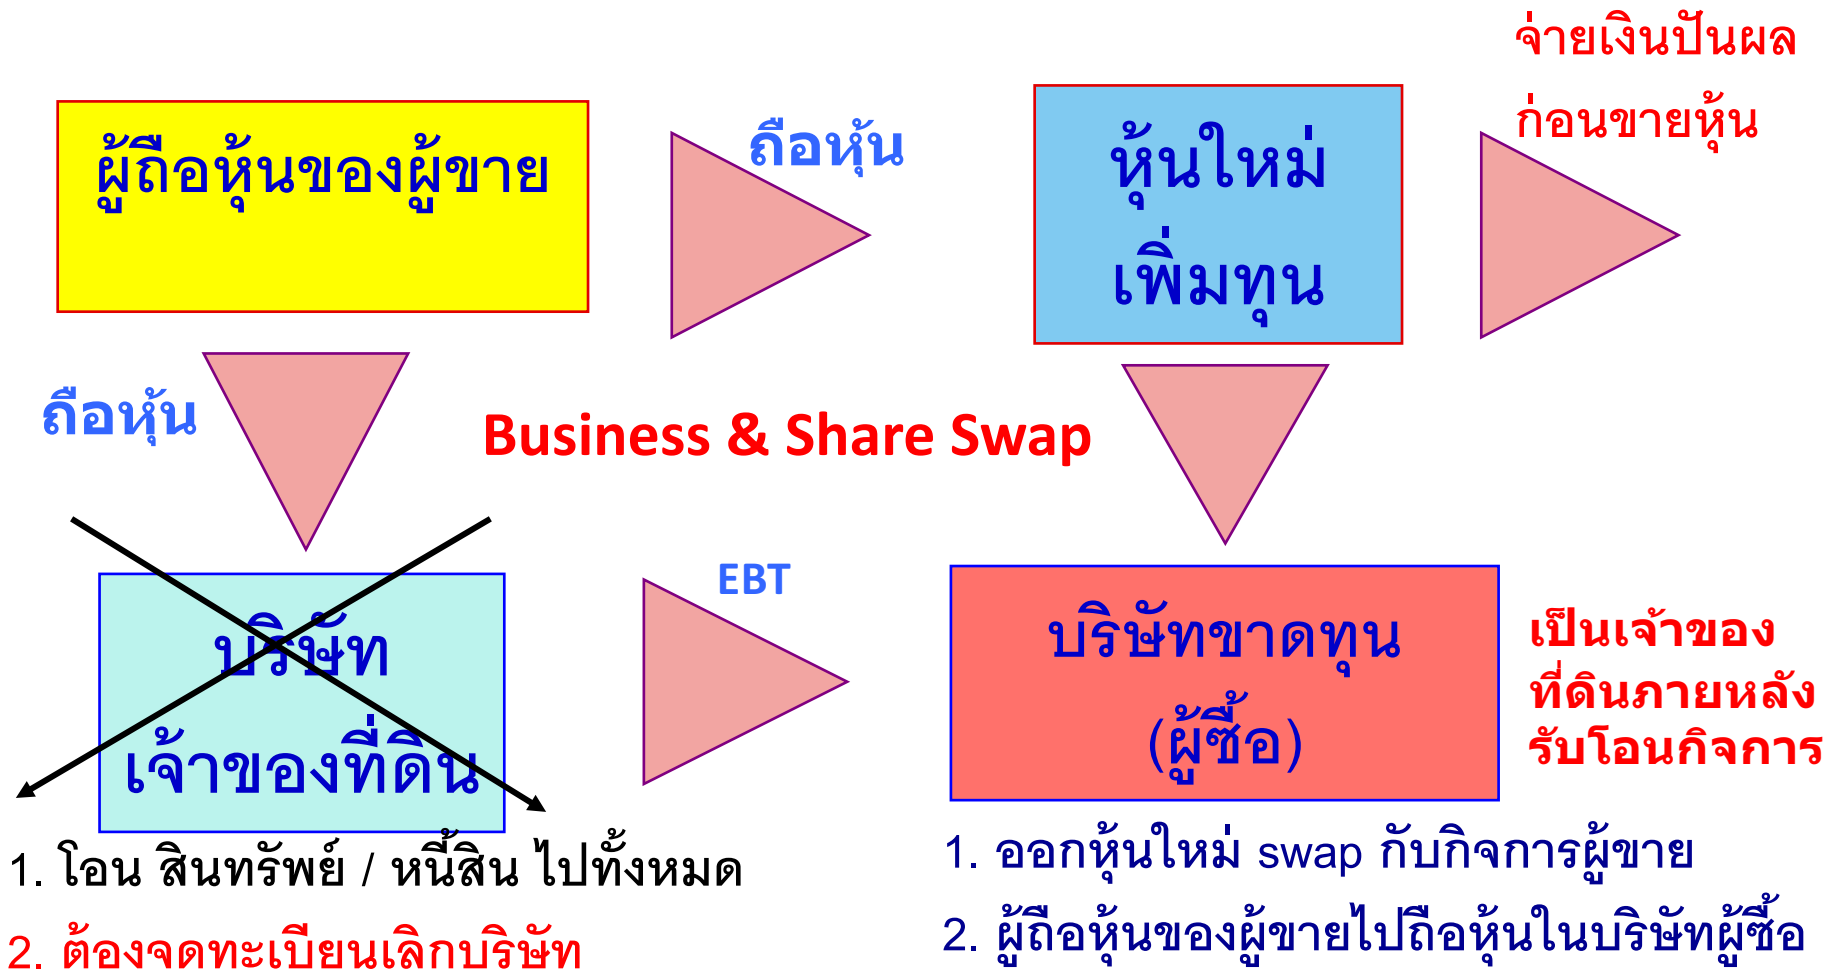 จ่ายเงินปันผล
ก่อนขายหุ้น
ผู้ถือหุ้นของผู้ขาย
ถือหุ้น
หุ้นใหม่
เพิ่มทุน
ถือหุ้น
Business & Share Swap
บริษัท
เจ้าของที่ดิน
EBT
บริษัทขาดทุน
(ผู้ซื้อ)
เป็นเจ้าของ
ที่ดินภายหลัง
รับโอนกิจการ
1. โอน สินทรัพย์ / หนี้สิน ไปทั้งหมด
2. ต้องจดทะเบียนเลิกบริษัท
1. ออกหุ้นใหม่ swap กับกิจการผู้ขาย
2. ผู้ถือหุ้นของผู้ขายไปถือหุ้นในบริษัทผู้ซื้อ